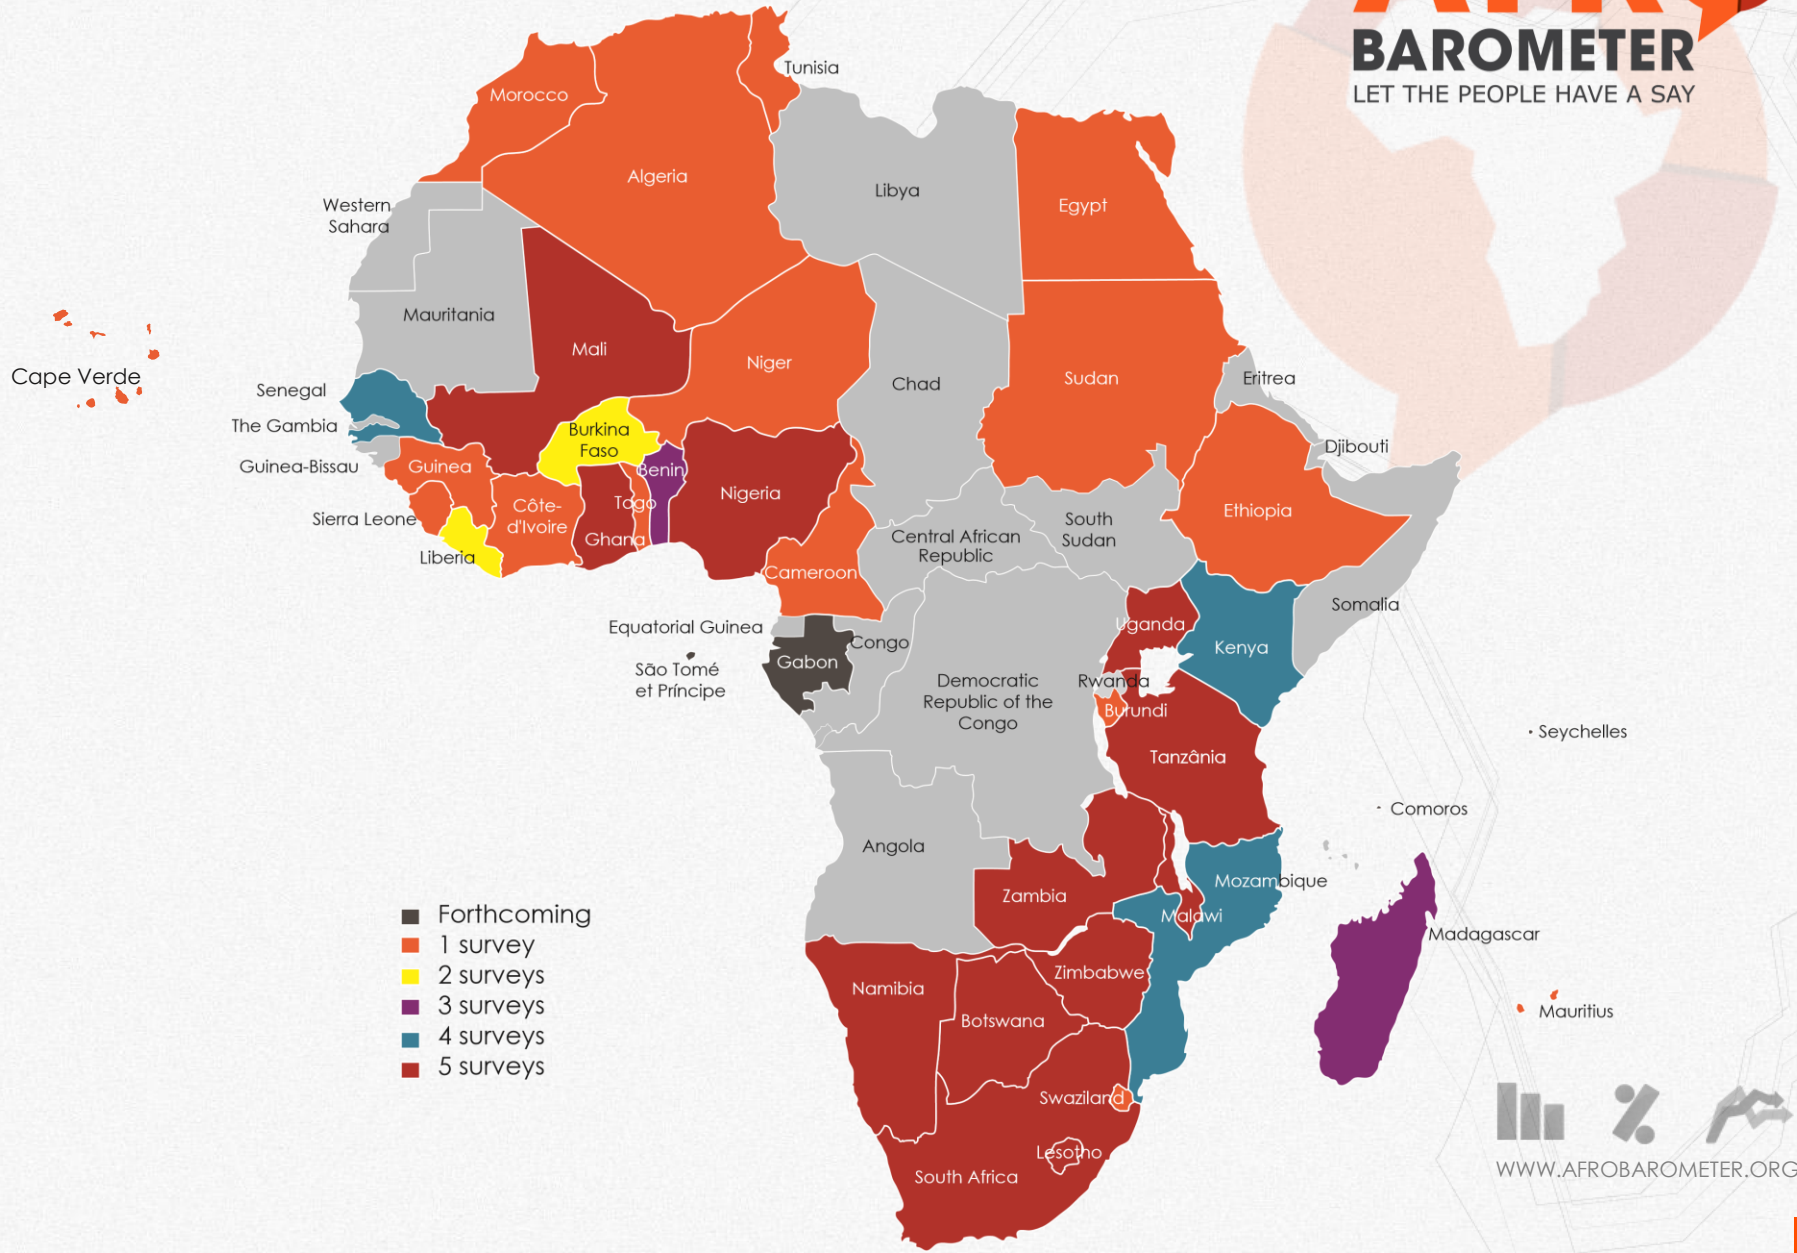 BAROMETER
LET THE PEOPLE HAVE A SAY
Tunisia
Morocco
Algeria
Libya
Egypt
Western
Sahara
Mauritania
Mali
Niger
Chad
Sudan
Eritrea
Cape Verde
Senegal
The Gambia
Guinea-Bissau
Guinea
Sierra Leone
Liberia
Côte-
d'Ivoire
Burkina
Faso
Ghana
Togo
Benin
Nigeria
Cameroon
Central African
Republic
South
Sudan
Ethiopia
Djibouti
Somalia
Equatorial Guinea
São Tomé
et Príncipe
Gabon
Congo
Democratic
Republic of the
Congo
Uganda
Kenya
Rwanda
Burundi
Tanzânia
Seychelles
Comoros
Angola
Zambia
Malawi
Mozambique
Madagascar
Mauritius
Namibia
Botswana
Zimbabwe
Swaziland
Lesotho
South Africa
Forthcoming
1 survey
2 surveys
3 surveys
4 surveys
5 surveys
WWW.AFROBAROMETER.ORG